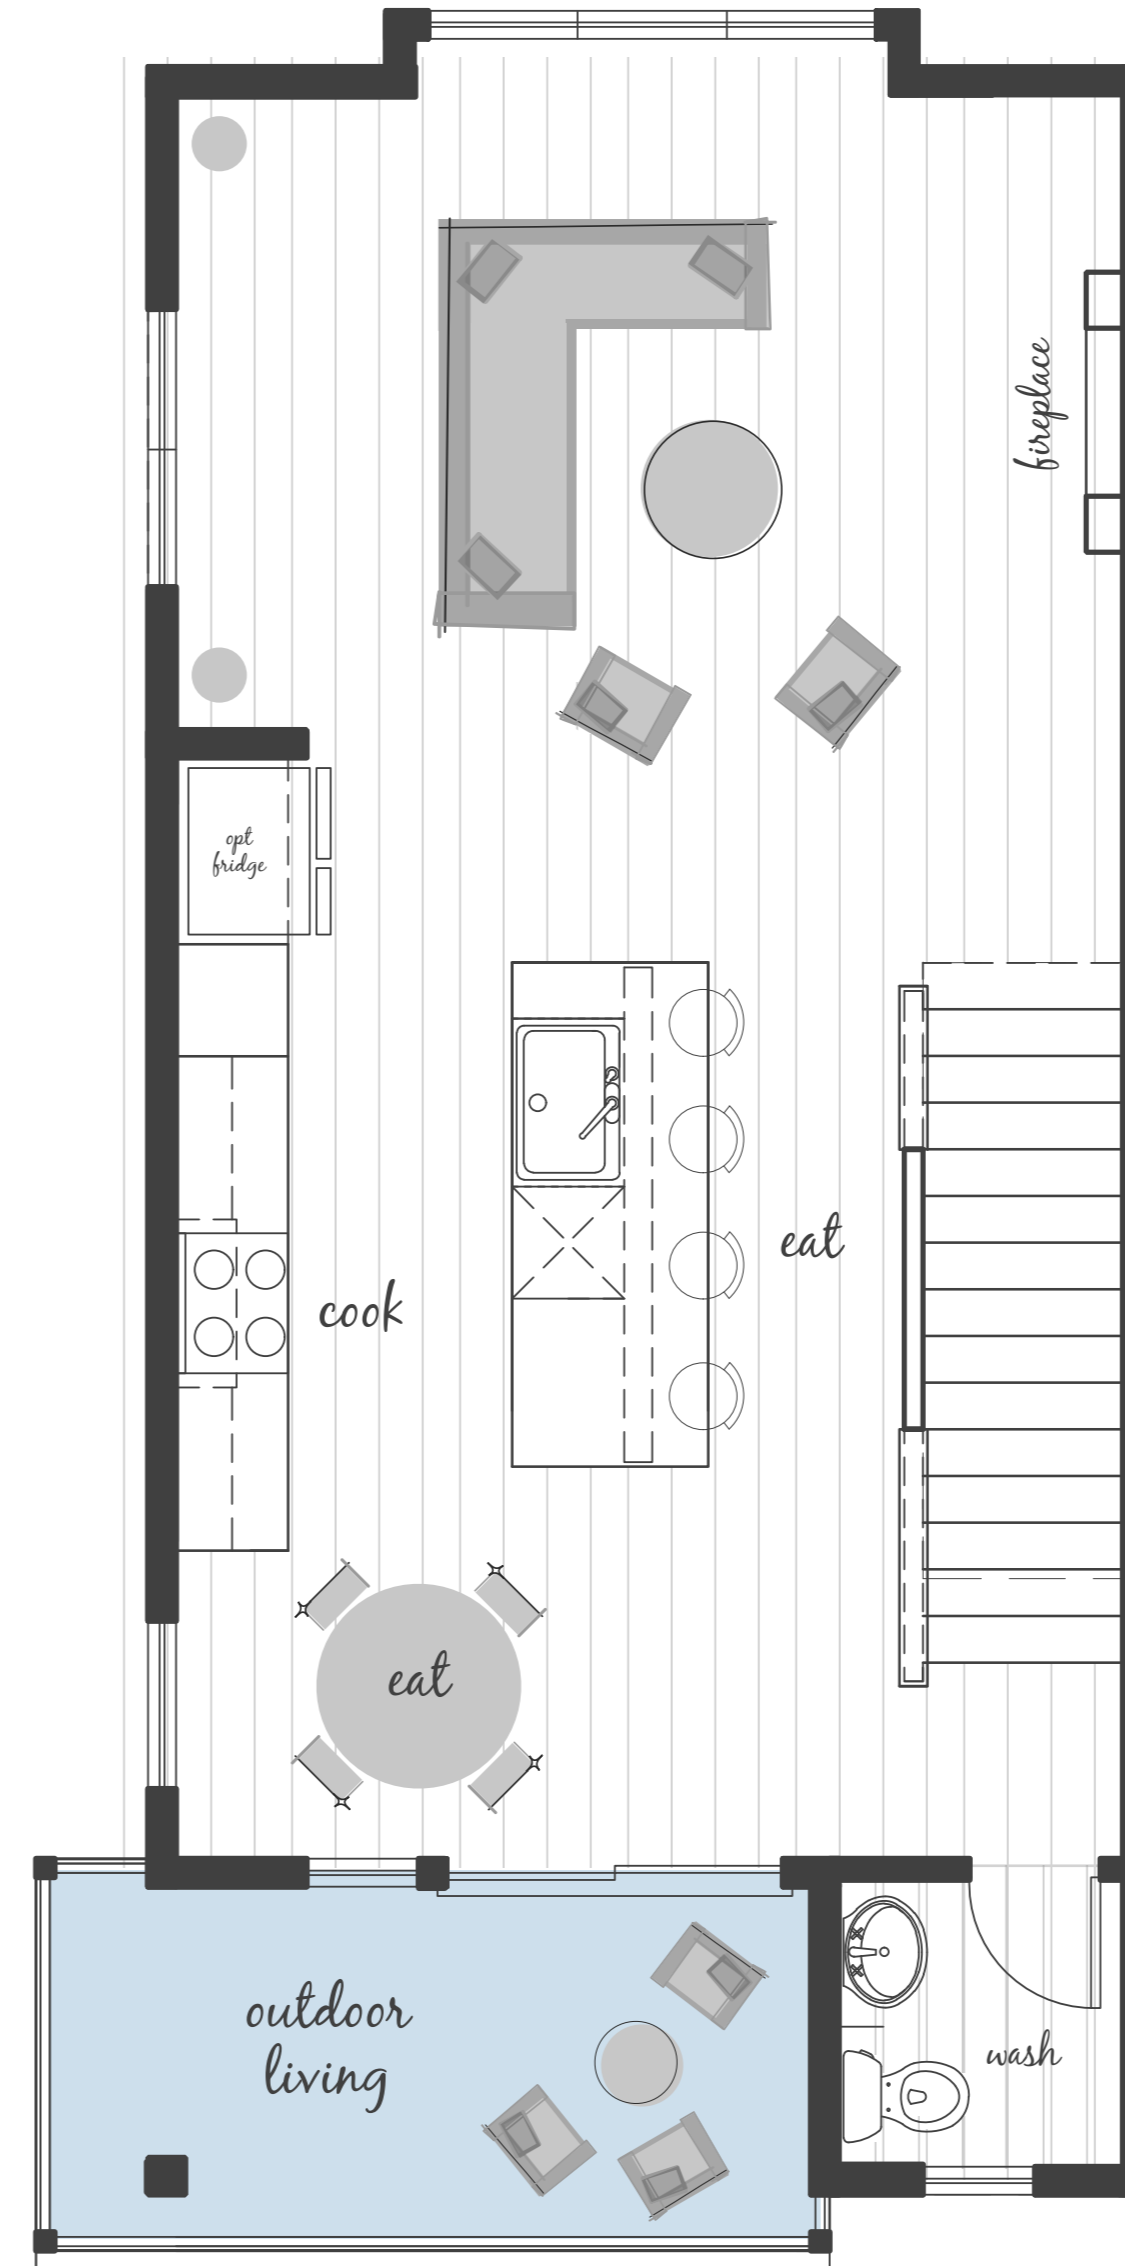 fireplace
opt
fridge
eat
cook
eat
outdoor
living
wash